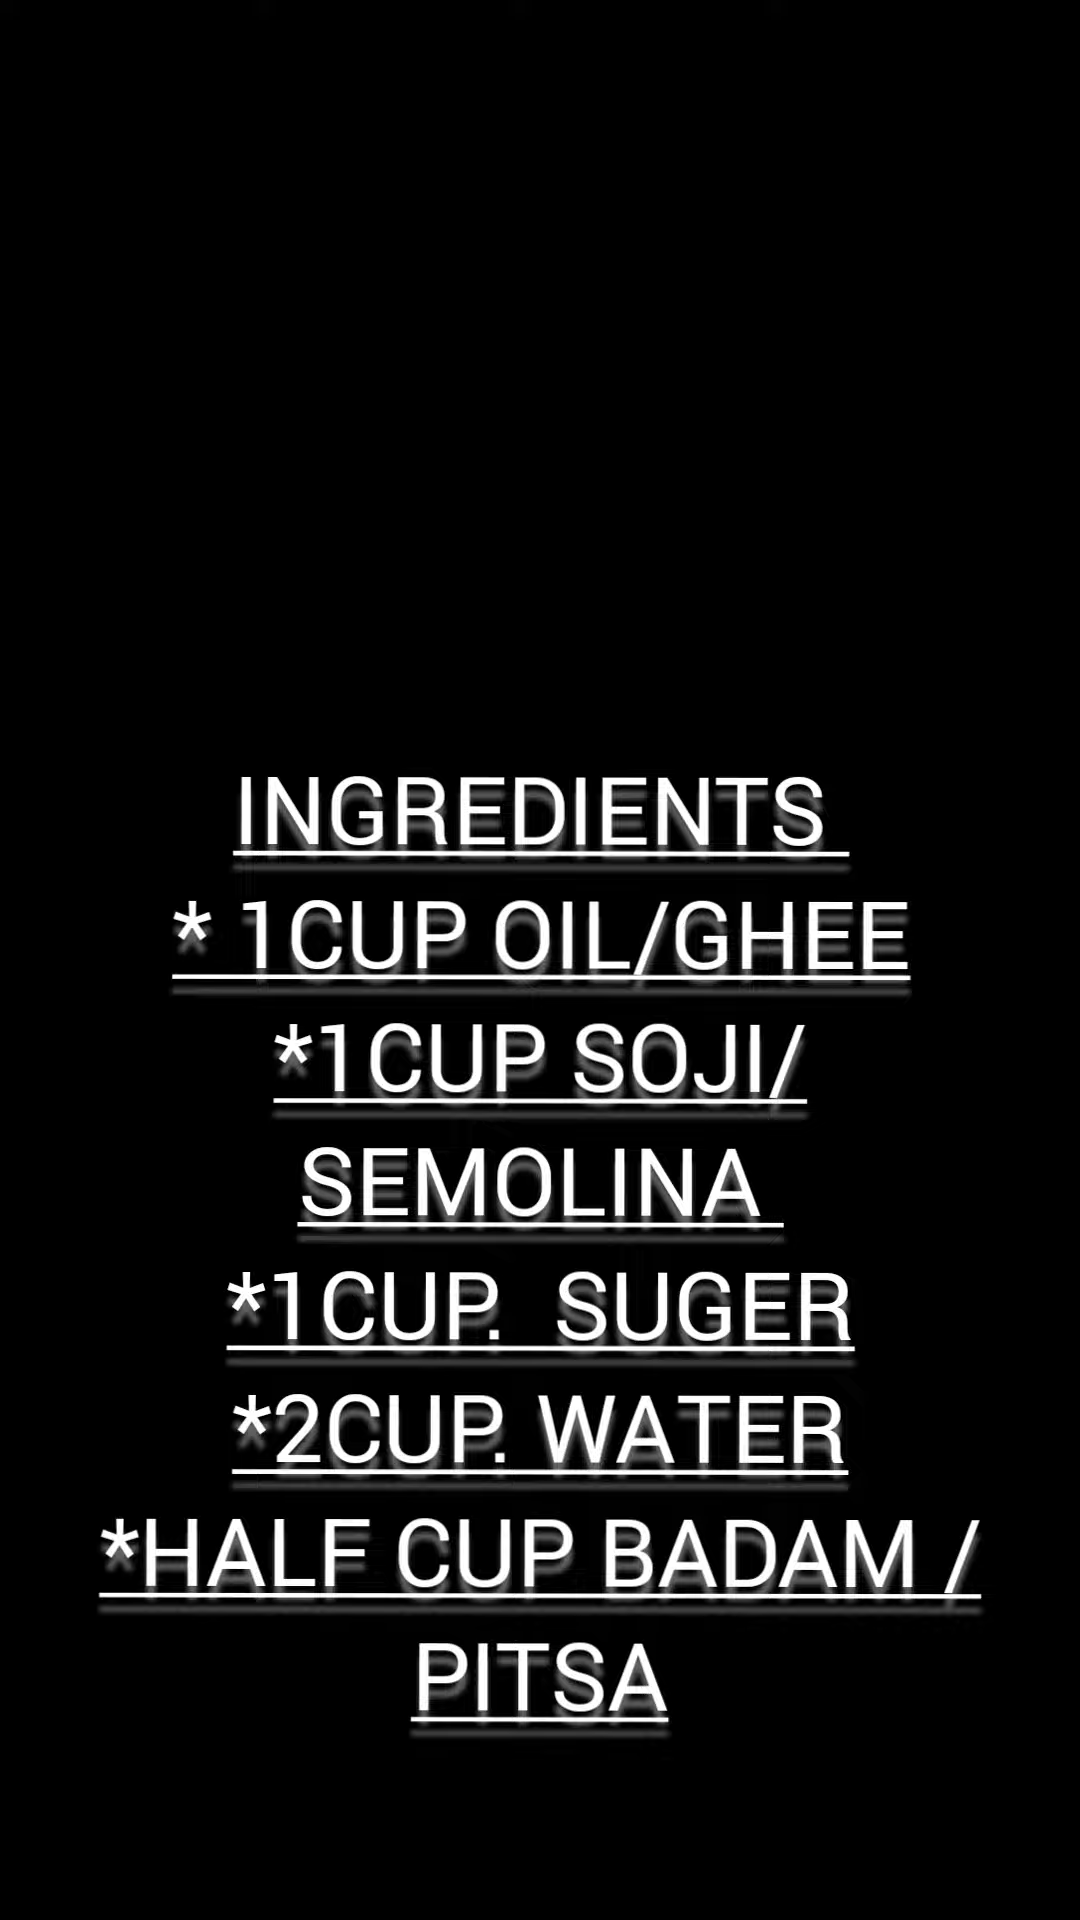 INGREDIENTS
* 1CUP OIL/GHEE
*1CUP SOJI/
SEMOLINA
*1CUP.  SUGER
*2CUP. WATER
*HALF CUP BADAM /
PITSA